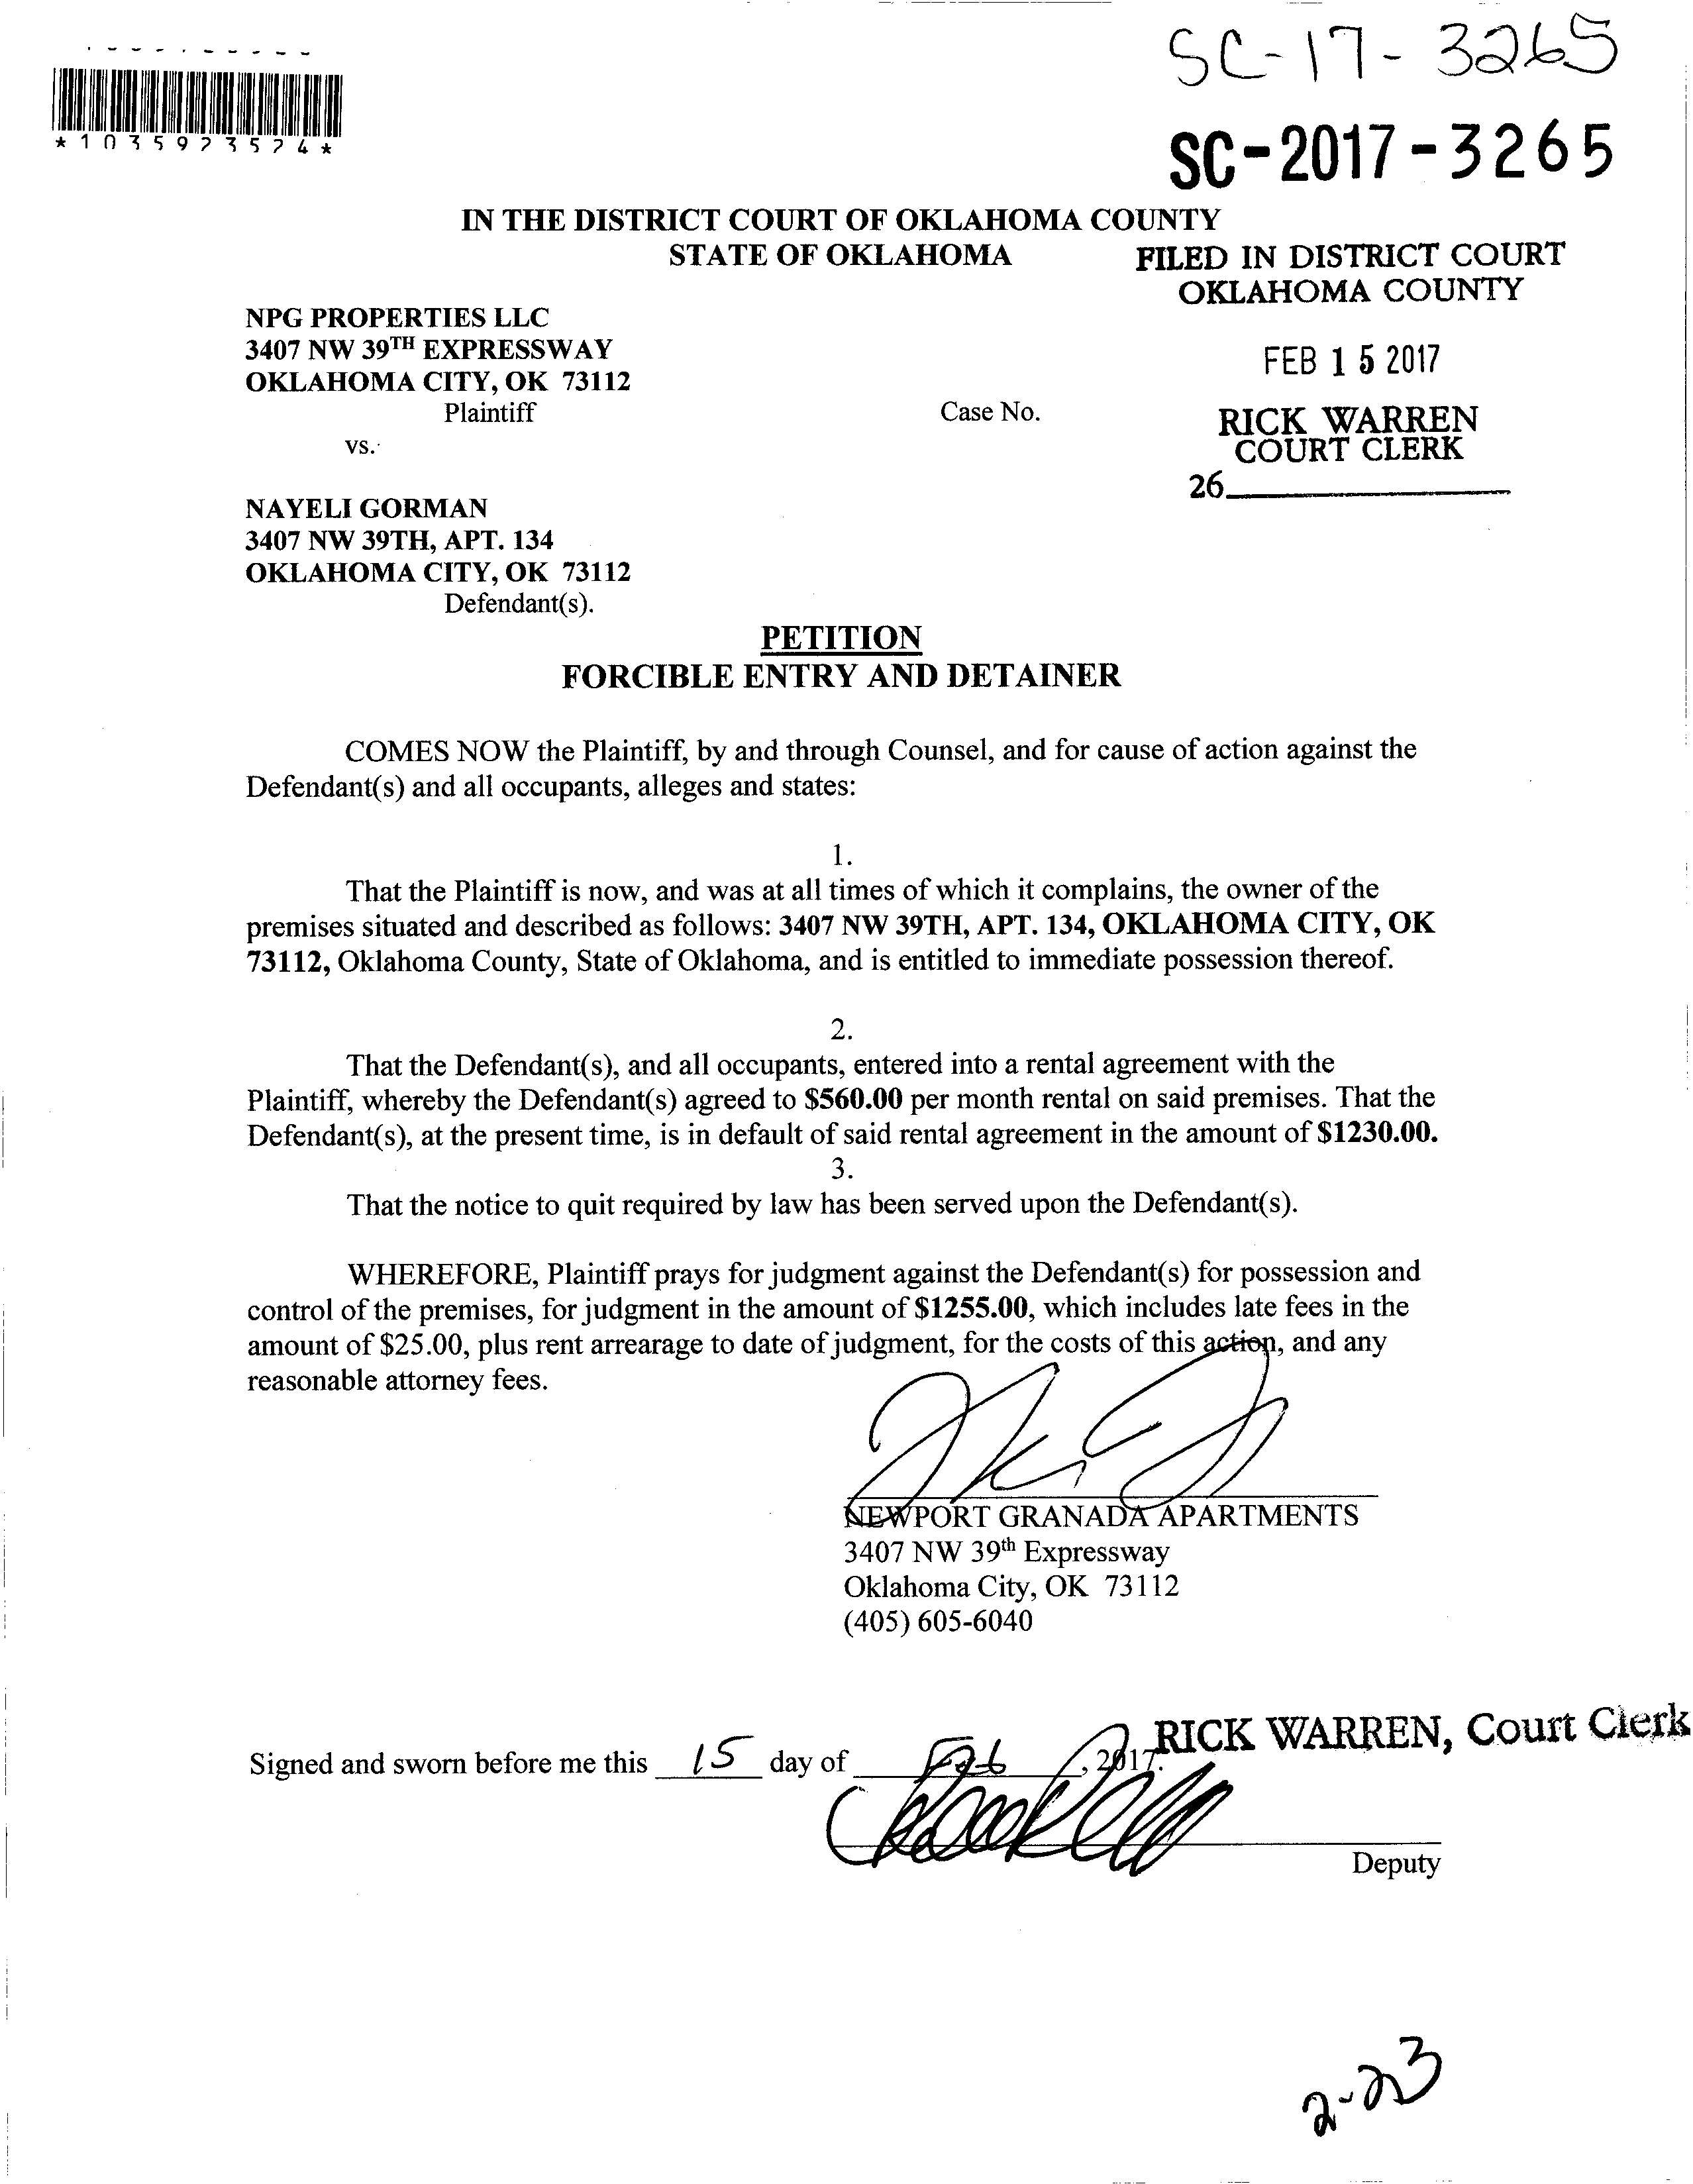 SC-17-3265
*1035923524*
SC-2017-3265
IN THE DISTRICT COURT OF OKLAHOMA COUNTY
STATE OF OKLAHOMA
FILED IN DISTRICT COURT
OKLAHOMA COUNTY
NPG PROPERTIES LLC
3407 NW 39TH EXPRESSWAY
OKLAHOMA CITY, OK 73112
Plaintiff
FEB 15 2017
Case No.
RICK WARREN
COURT CLERK
vs.
26
NAYELI GORMAN
3407 NW 39TH, APT. 134
OKLAHOMA CITY, OK 73112
Defendant(s).
PETITION
FORCIBLE ENTRY AND DETAINER
COMES NOW the Plaintiff, by and through Counsel, and for cause of action against the
Defendant(s) and all occupants, alleges and states:
1.
That the Plaintiff is now, and was at all times of which it complains, the owner of the
premises situated and described as follows: 3407 NW 39TH, APT. 134, OKLAHOMA CITY, OK
73112, Oklahoma County, State of Oklahoma, and is entitled to immediate possession thereof.
2.
That the Defendant(s), and all occupants, entered into a rental agreement with the
Plaintiff, whereby the Defendant(s) agreed to $560.00 per month rental on said premises. That the
Defendant(s), at the present time, is in default of said rental agreement in the amount of $1230.00.
3.
That the notice to quit required by law has been served upon the Defendant(s).
WHEREFORE, Plaintiff prays for judgment against the Defendant(s) for possession and
control of the premises, for judgment in the amount of $1255.00, which includes late fees in the
amount of $25.00, plus rent arrearage to date of judgment, for the costs of this action, and any
reasonable attorney fees.
NEWPORT GRANADA APARTMENTS
3407 NW 39th Expressway
Oklahoma City, OK 73112
(405) 605-6040
RICK WARREN, Court Clerk
Signed and sworn before me this 15 day of Feb, 2017.
Deputy
2-23